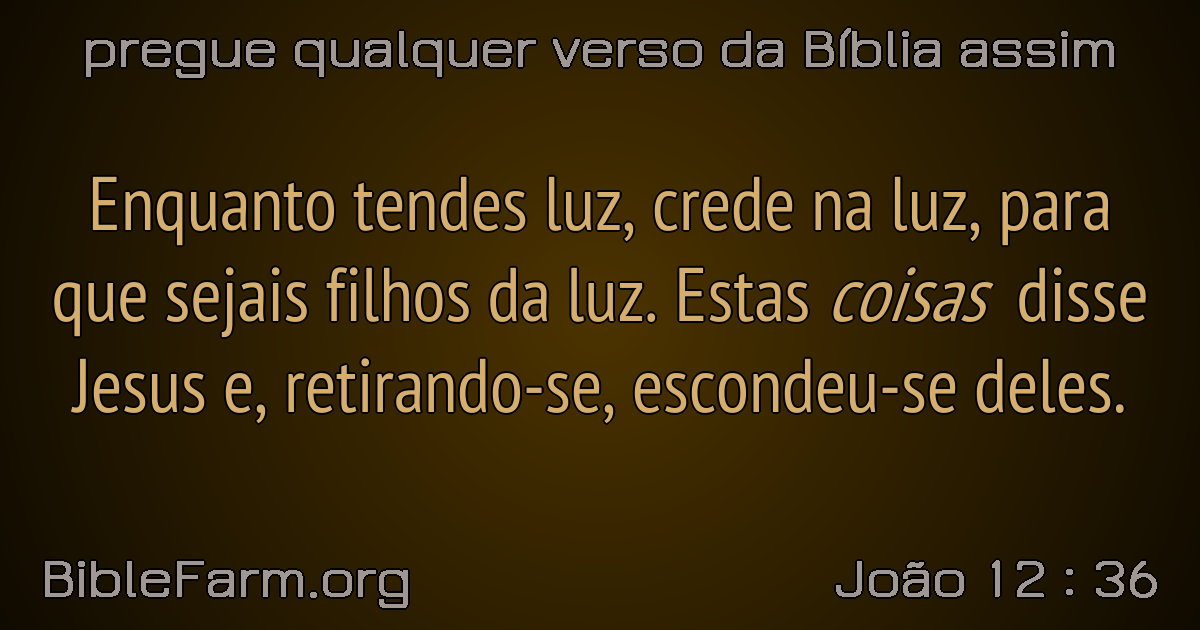 pregue qualquer verso da Bíblia assim
Enquanto tendes luz, crede na luz, para
que sejais filhos da luz. Estas coisas disse
Jesus e, retirando-se, escondeu-se deles.
BibleFarm.org
João 12 : 36